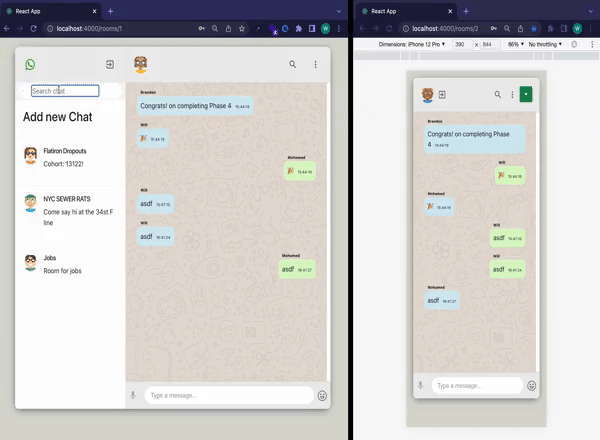 React App
localhost:4000/rooms/1
Search chat
Add new Chat
Flatiron Dropouts
Cohort: 13122!
NYC SEWER RATS
Come say hi at the 34st F
line
Jobs
Room for jobs
Brandon
Congrats! on completing Phase 4 15:44:19
Will
15:44:19
Mohamed
15:44:19
Will
asdf 15:47:15
Will
asdf 16:41:24
Mohamed
asdf 16:41:27
Type a message...
React App
localhost:4000/rooms/2
Dimensions: iPhone 12 Pro 390 x 844 86% No throttling
Brandon
Congrats! on completing Phase
4 15:44:19
Will
15:44:19
Mohamed
15:44:19
Will
asdf 15:47:15
Will
asdf 16:41:24
Mohamed
asdf 16:41:27
Type a message...